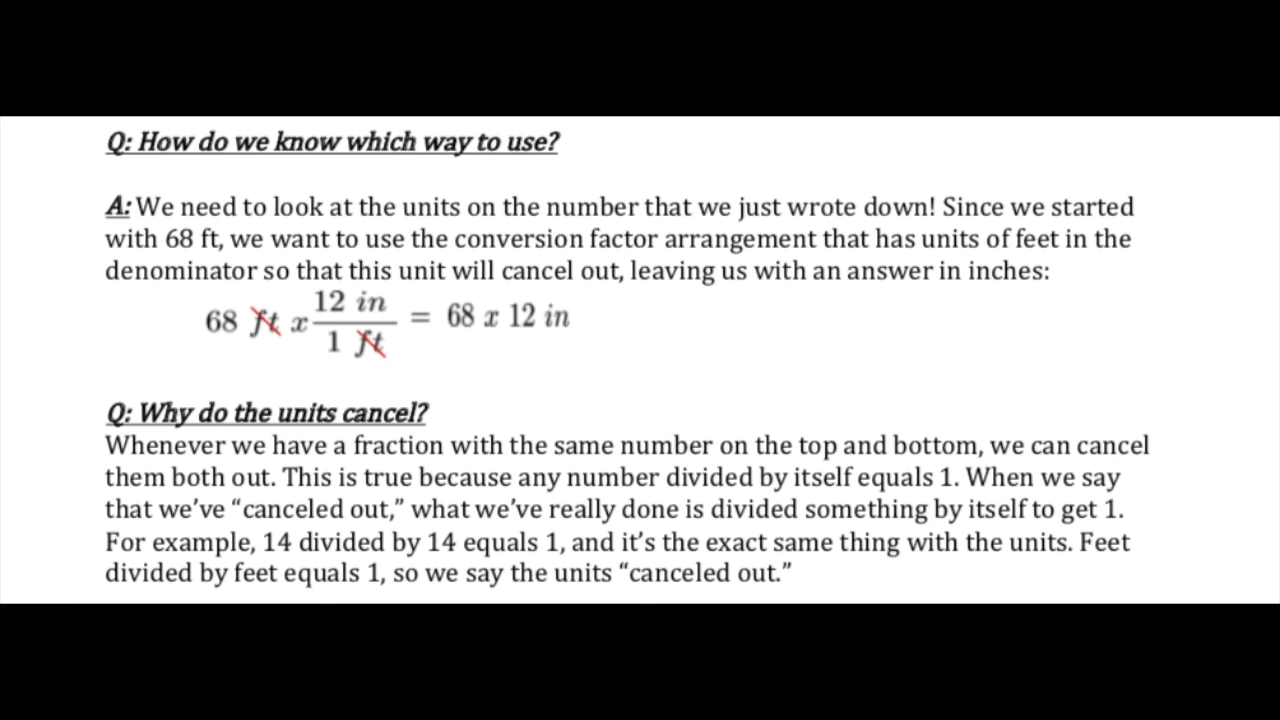 Q: How do we know which way to use?
A: We need to look at the units on the number that we just wrote down! Since we started
with 68 ft, we want to use the conversion factor arrangement that has units of feet in the
denominator so that this unit will cancel out, leaving us with an answer in inches:
68 ft x 12 in / 1 ft = 68 x 12 in
Q: Why do the units cancel?
Whenever we have a fraction with the same number on the top and bottom, we can cancel
them both out. This is true because any number divided by itself equals 1. When we say
that we’ve “canceled out,” what we’ve really done is divided something by itself to get 1.
For example, 14 divided by 14 equals 1, and it’s the exact same thing with the units. Feet
divided by feet equals 1, so we say the units “canceled out.”